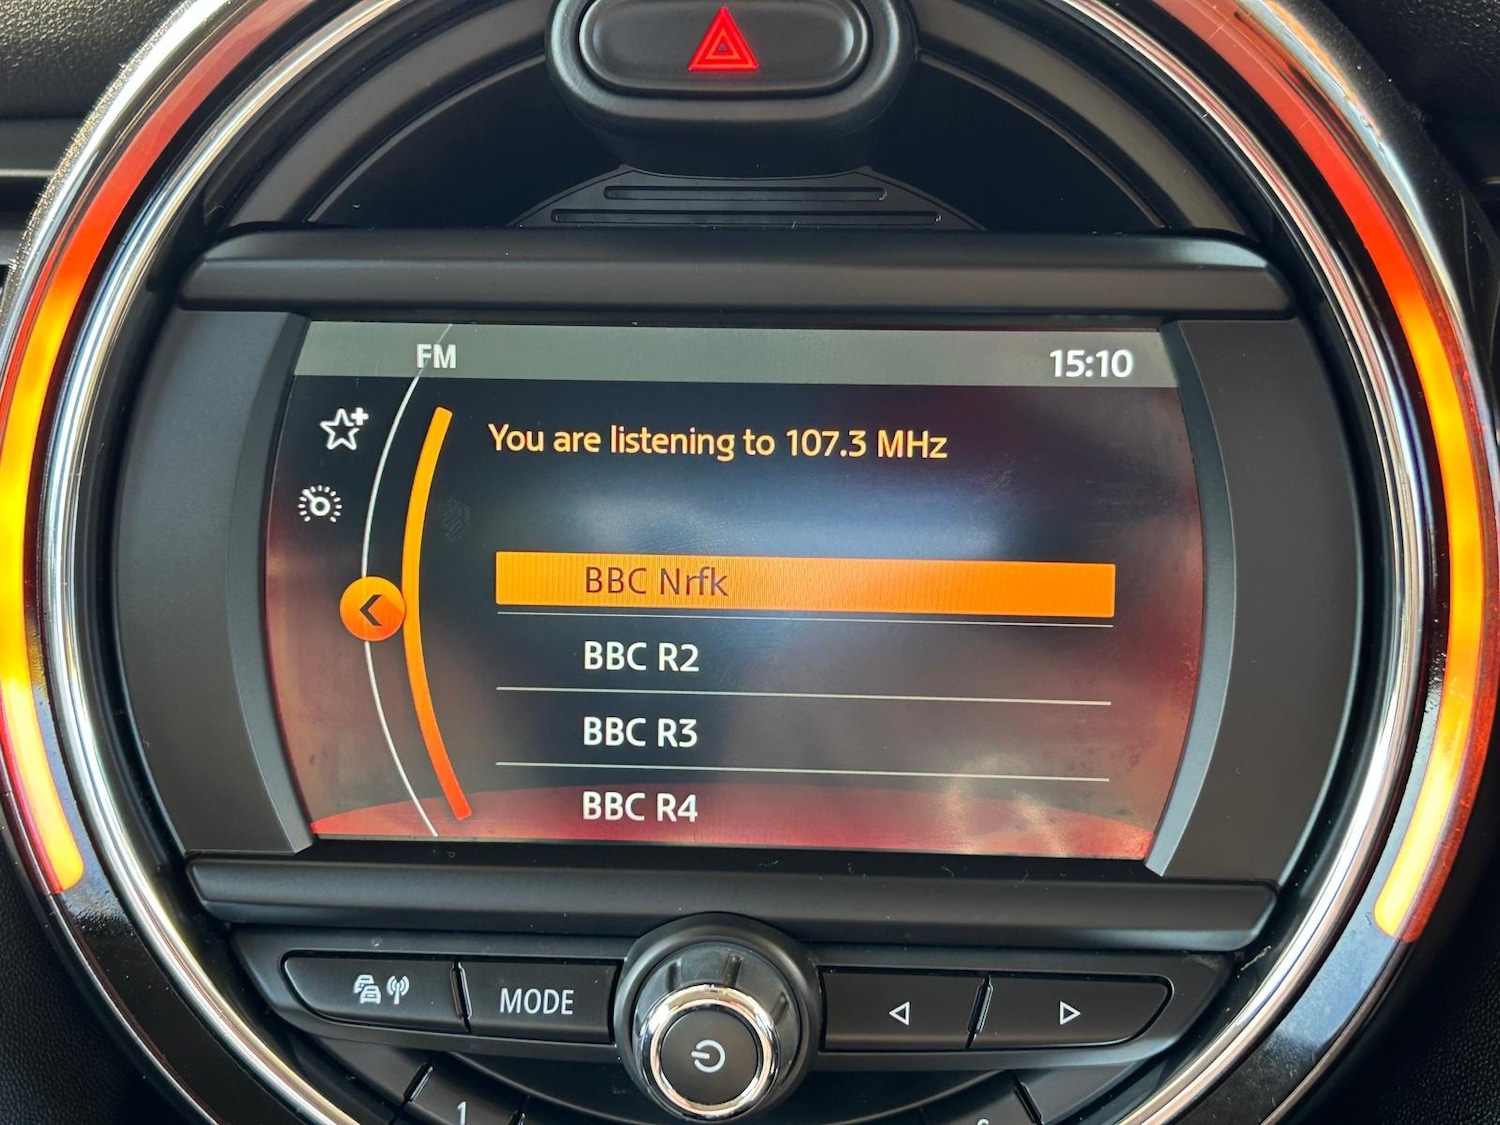 FM 15:10
You are listening to 107.3 MHz
BBC Nrfk
BBC R2
BBC R3
BBC R4
MODE
1